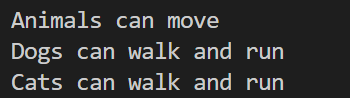 Animals can move
Dogs can walk and run
Cats can walk and run